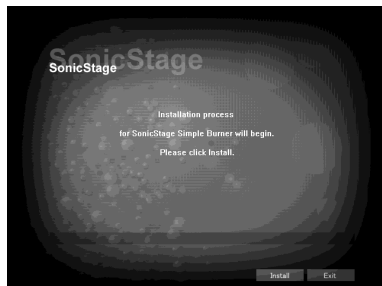 SonicStage
SonicStage
Installation process
for SonicStage Simple Burner will begin.
Please click Install.
Install
Exit